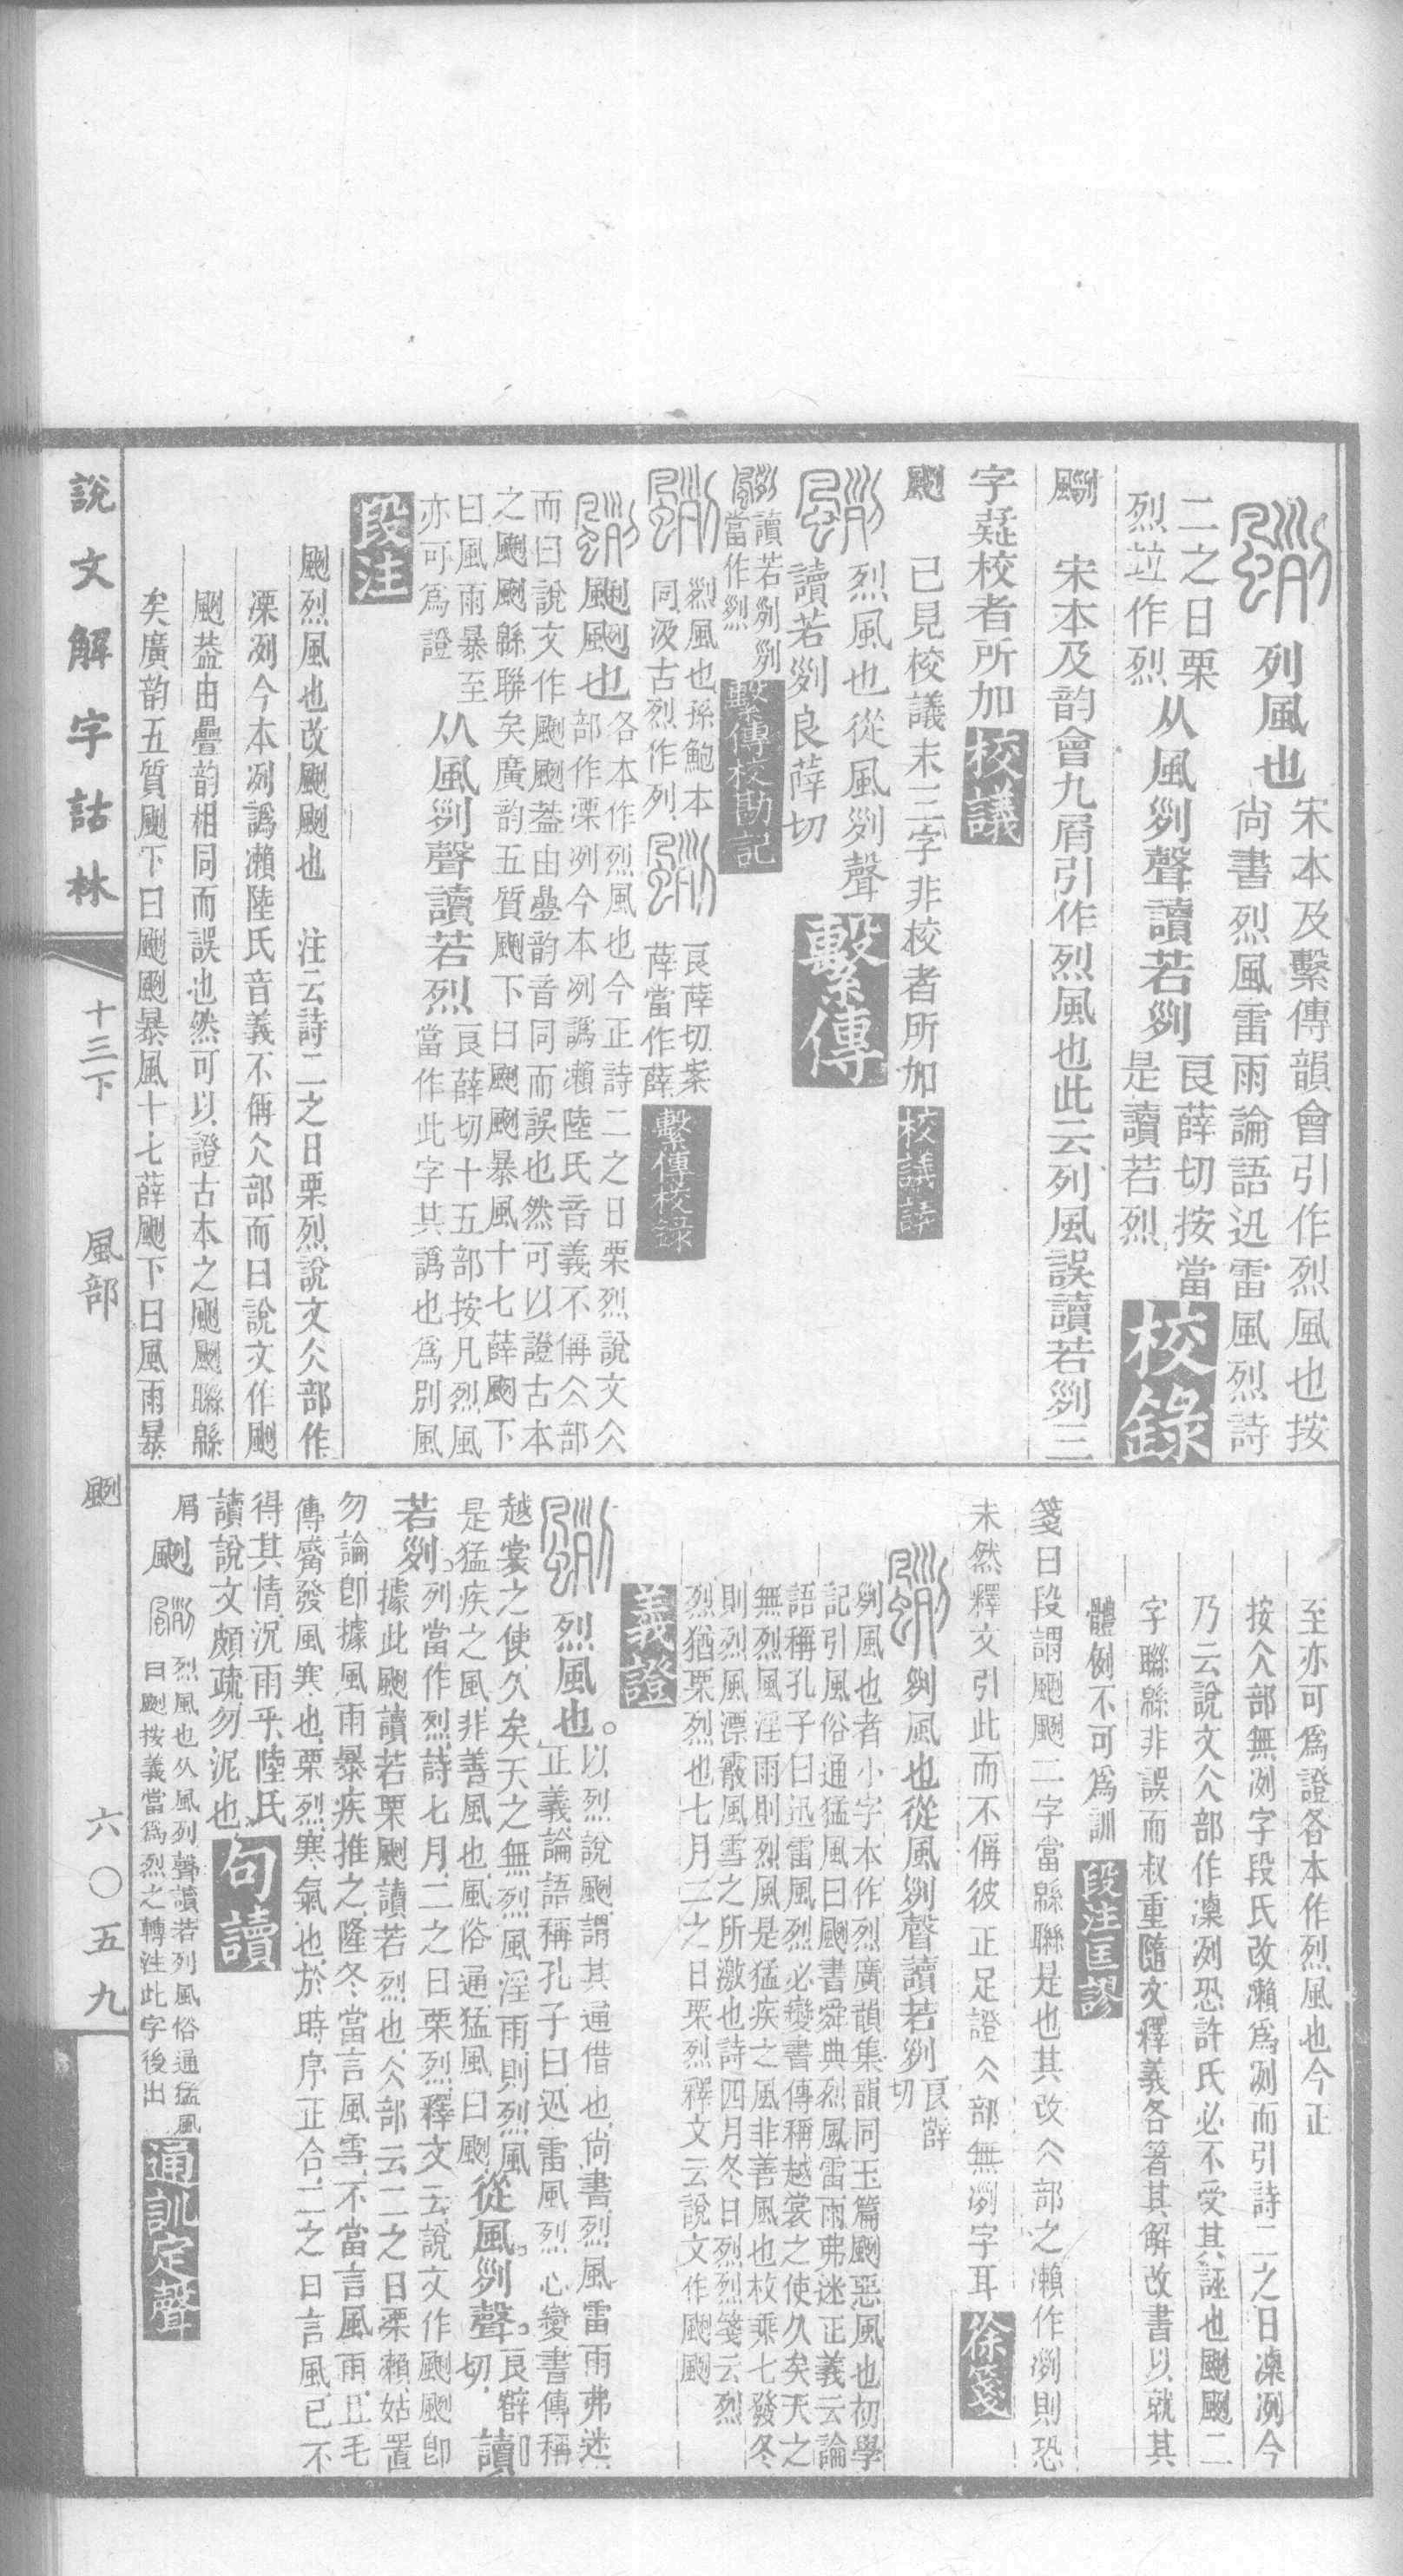 列風也宋本及繫傳韻會引作烈風也按
尚書烈風雷雨論語迅雷風烈詩
二之日栗
烈竝作烈从風𠛱聲讀若𠛱良薛切按當
是讀若烈校錄
颲　宋本及韵會九屑引作烈風也此云列風誤讀若𠛱三
字疑校者所加校議
颲　已見校議末三字非校者所加校議議
烈風也從風𠛱聲
讀若𠛱良薛切繫傳
讀若𠛱𠛱
當作烈繫傳校勘記
烈風也孫鮑本
同汲古烈作列
良薛切案
薛當作薛繫傳校錄
颲颲風也各本作烈風也今正詩二之日栗烈說文仌
部作凓冽今本冽譌瀨陸氏音義不偁仌部
而曰說文作颲颲葢由疊韵音同而誤也然可以證古本
之颲颲緜聯矣廣韵五質颲下曰颲颲暴風十七薛颲下
曰風雨暴至
亦可爲證从風𠛱聲讀若烈良薛切十五部按凡烈風
當作此字其譌也爲別風
段注
颲烈風也改颲颲也　注云詩二之日栗烈說文仌部作
凓冽今本冽譌瀨陸氏音義不偁仌部而曰說文作颲
颲葢由疊韵相同而誤也然可以證古本之颲颲聯緜
矣廣韵五質颲下曰颲颲暴風十七薛颲下曰風雨暴
至亦可爲證各本作烈風也今正
按仌部無冽字段氏改瀨爲冽而引詩二之日凜冽今
乃云說文仌部作凜冽恐許氏必不受其誣也颲颲二
字聯緜非誤而叔重隨文釋義各箸其解改書以就其
體例不可爲訓段注匡謬
箋曰段謂颲颲二字當緜聯是也其改仌部之瀨作冽則恐
未然釋文引此而不偁彼正足證仌部無冽字耳徐箋
𠛱風也從風𠛱聲讀若𠛱良辥
切
𠛱風也者小字本作烈廣韻集韻同玉篇颲惡風也初學
記引風俗通猛風曰颲書舜典烈風雷雨弗迷正義云論
語稱孔子曰迅雷風烈必變書傳稱越裳之使久矣天之
無烈風淫雨則烈風是猛疾之風非善風也枚乘七發冬
則烈風漂霰風雪之所激也詩四月冬日烈烈箋云烈
烈猶栗烈也七月二之日栗烈釋文云說文作颲颲
義證
烈風也。以烈說颲謂其通借也尙書烈風雷雨弗迷
正義論語稱孔子曰迅雷風烈必變書傳稱
越裳之使久矣天之無烈風淫雨則烈風
是猛疾之風非善風也風俗通猛風曰颲從風。𠛱聲。良辥
切讀
若𠛱。列當作烈詩七月二之日栗烈釋文云說文作颲颲卽
據此颲讀若栗颲讀若烈也仌部云二之日凓瀨姑置
勿論卽據風雨暴疾推之隆冬當言風雪不當言風雨且毛
傳觱發風寒也栗烈寒氣也於時序正合二之日言風已不
得其情況雨乎陸氏
讀說文頗疏勿泥也句讀
屑　颲　烈風也从風列聲讀若列風俗通猛風
曰颲按義當爲烈之轉注此字後出通訓定聲
說文解字詁林　十三下　風部　颲　六〇五九